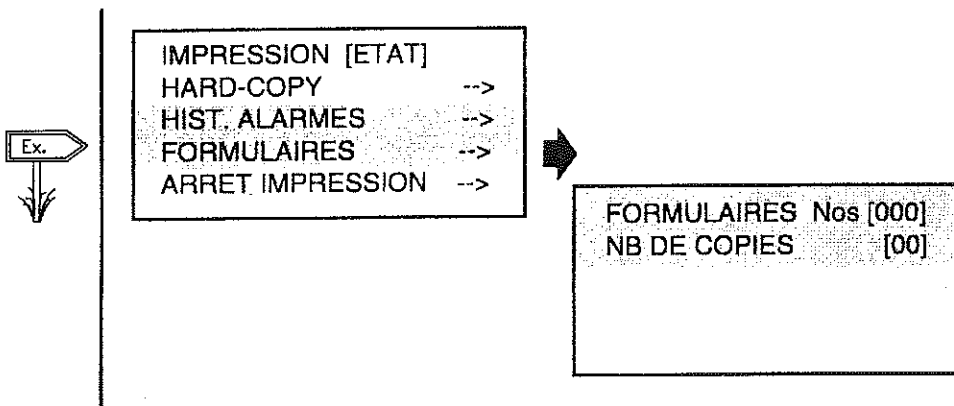 Ex.
IMPRESSION [ETAT]
HARD-COPY -->
HIST. ALARMES -->
FORMULAIRES -->
ARRET IMPRESSION -->
FORMULAIRES Nos [000]
NB DE COPIES [00]